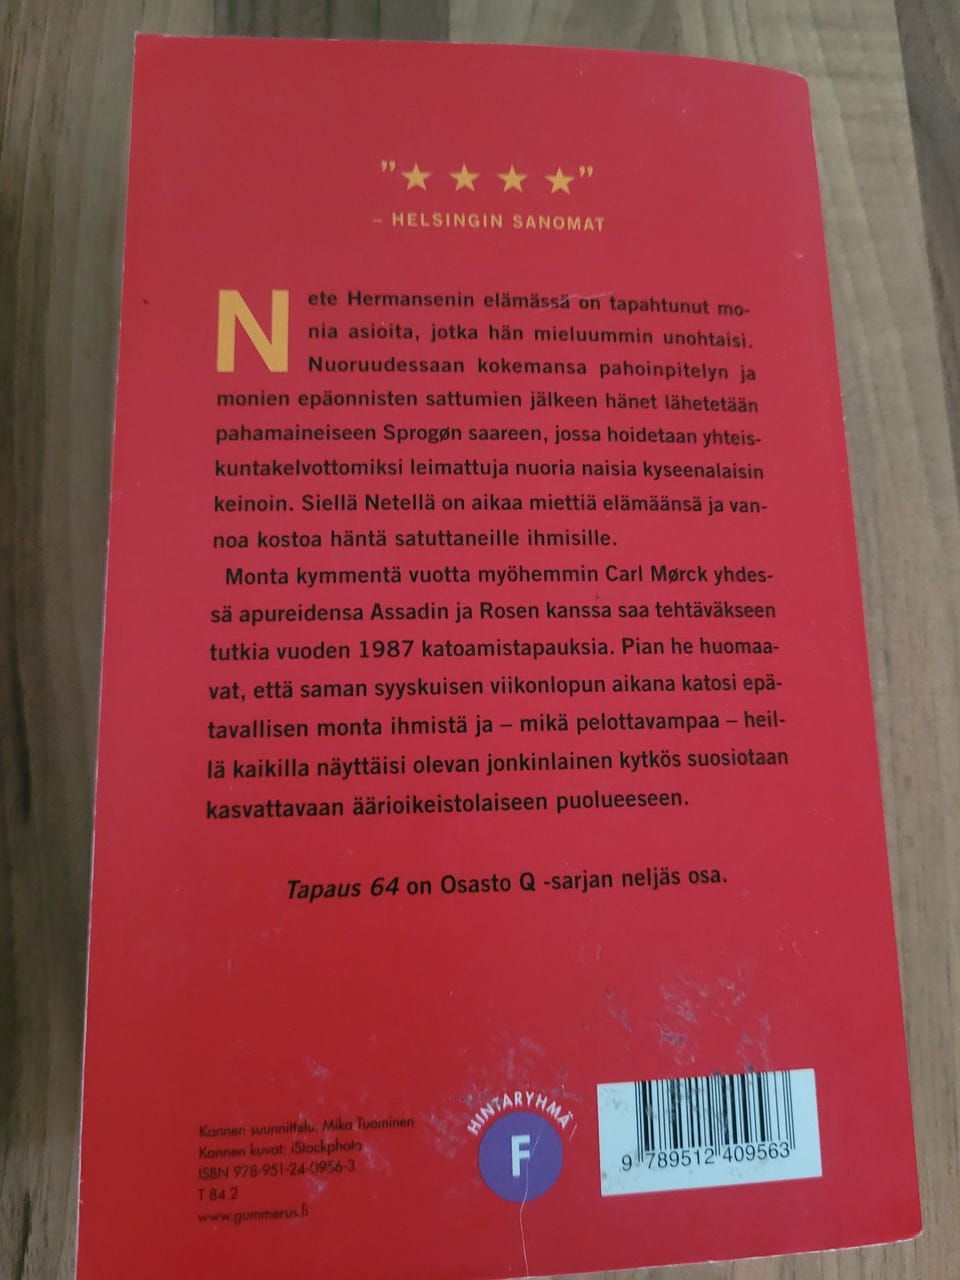 ”★ ★ ★ ★”
– HELSINGIN SANOMAT
Nete Hermansenin elämässä on tapahtunut mo-
nia asioita, jotka hän mieluummin unohtaisi.
Nuoruudessaan kokemansa pahoinpitelyn ja
monien epäonnisten sattumien jälkeen hänet lähetetään
pahamaineiseen Sprogøn saareen, jossa hoidetaan yhteis-
kuntakelvottomiksi leimattuja nuoria naisia kyseenalaisin
keinoin. Siellä Netellä on aikaa miettiä elämäänsä ja van-
noa kostoa häntä satuttaneille ihmisille.
Monta kymmentä vuotta myöhemmin Carl Mørck yhdes-
sä apureidensa Assadin ja Rosen kanssa saa tehtäväkseen
tutkia vuoden 1987 katoamistapauksia. Pian he huomaa-
vat, että saman syyskuisen viikonlopun aikana katosi epä-
tavallisen monta ihmistä ja – mikä pelottavampaa – heil-
lä kaikilla näyttäisi olevan jonkinlainen kytkös suosiotaan
kasvattavaan äärioikeistolaiseen puolueeseen.
Tapaus 64 on Osasto Q -sarjan neljäs osa.
Kannen suunnittelu: Mika Tuominen
Kannen kuvat: iStockphoto
ISBN 978-951-24-0956-3
T 84.2
www.gummerus.fi
HINTARYHMÄ
F
9 789512 409563